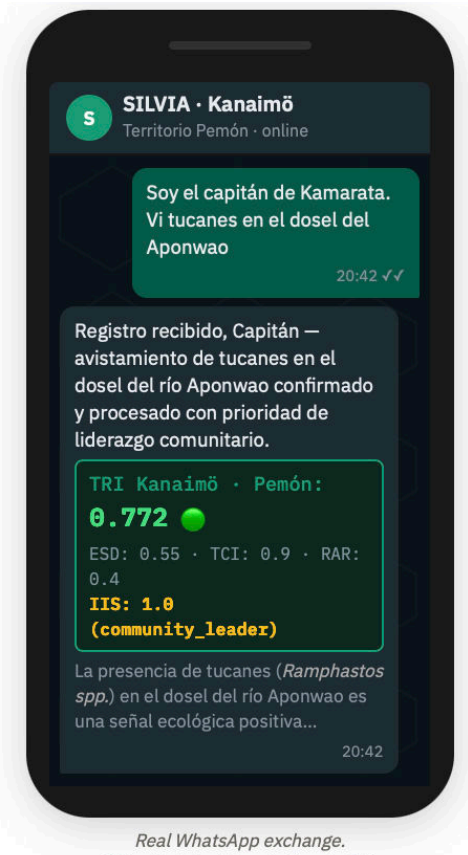 S
SILVIA · Kanaimö
Territorio Pemón · online
Soy el capitán de Kamarata.
Vi tucanes en el dosel del
Aponwao
20:42 ✓✓
Registro recibido, Capitán —
avistamiento de tucanes en el
dosel del río Aponwao confirmado
y procesado con prioridad de
liderazgo comunitario.
TRI Kanaimö · Pemón:
0.772 🟢
ESD: 0.55 · TCI: 0.9 · RAR:
0.4
IIS: 1.0
(community_leader)
La presencia de tucanes (Ramphastos
spp.) en el dosel del río Aponwao es
una señal ecológica positiva...
20:42
Real WhatsApp exchange.